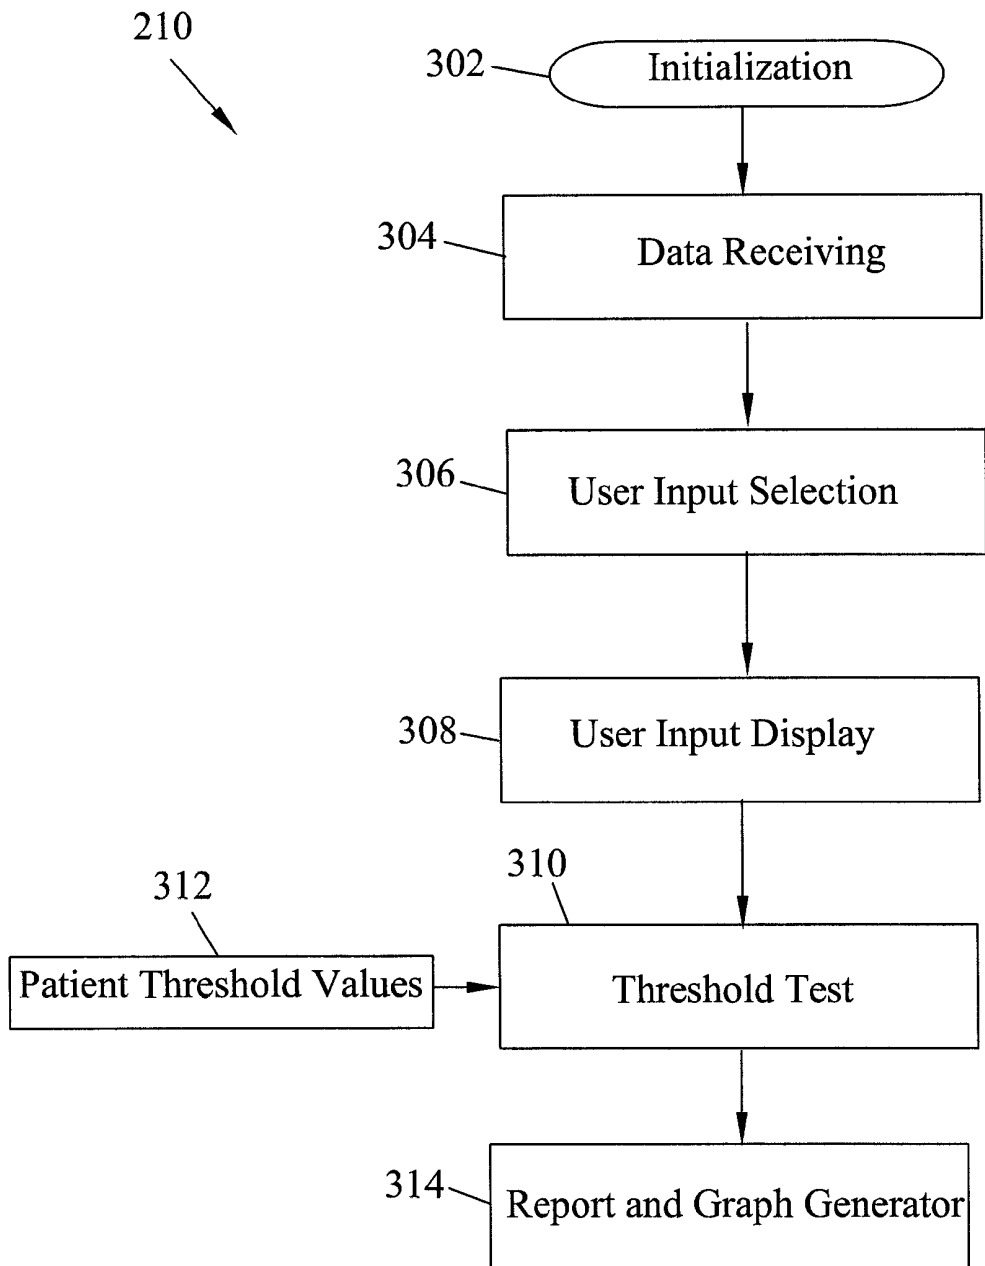 210
302
Initialization
304
Data Receiving
306
User Input Selection
308
User Input Display
310
312
Patient Threshold Values
Threshold Test
314
Report and Graph Generator